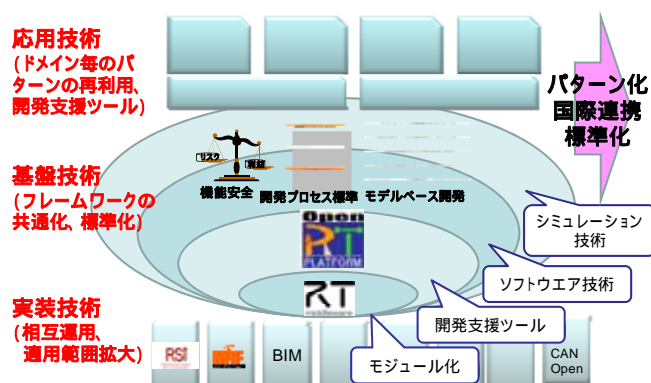 応用技術
(ドメイン毎のパ
ターンの再利用、
開発支援ツール)
パターン化
国際連携
標準化
リスク
利益
機能安全
開発プロセス標準
モデルベース開発
基盤技術
(フレームワークの
共通化、標準化)
シミュレーション
技術
Open
RT
PLATFORM
ソフトウエア技術
RT
開発支援ツール
実装技術
(相互運用、
適用範囲拡大)
モジュール化
RSi
BIM
CAN
Open